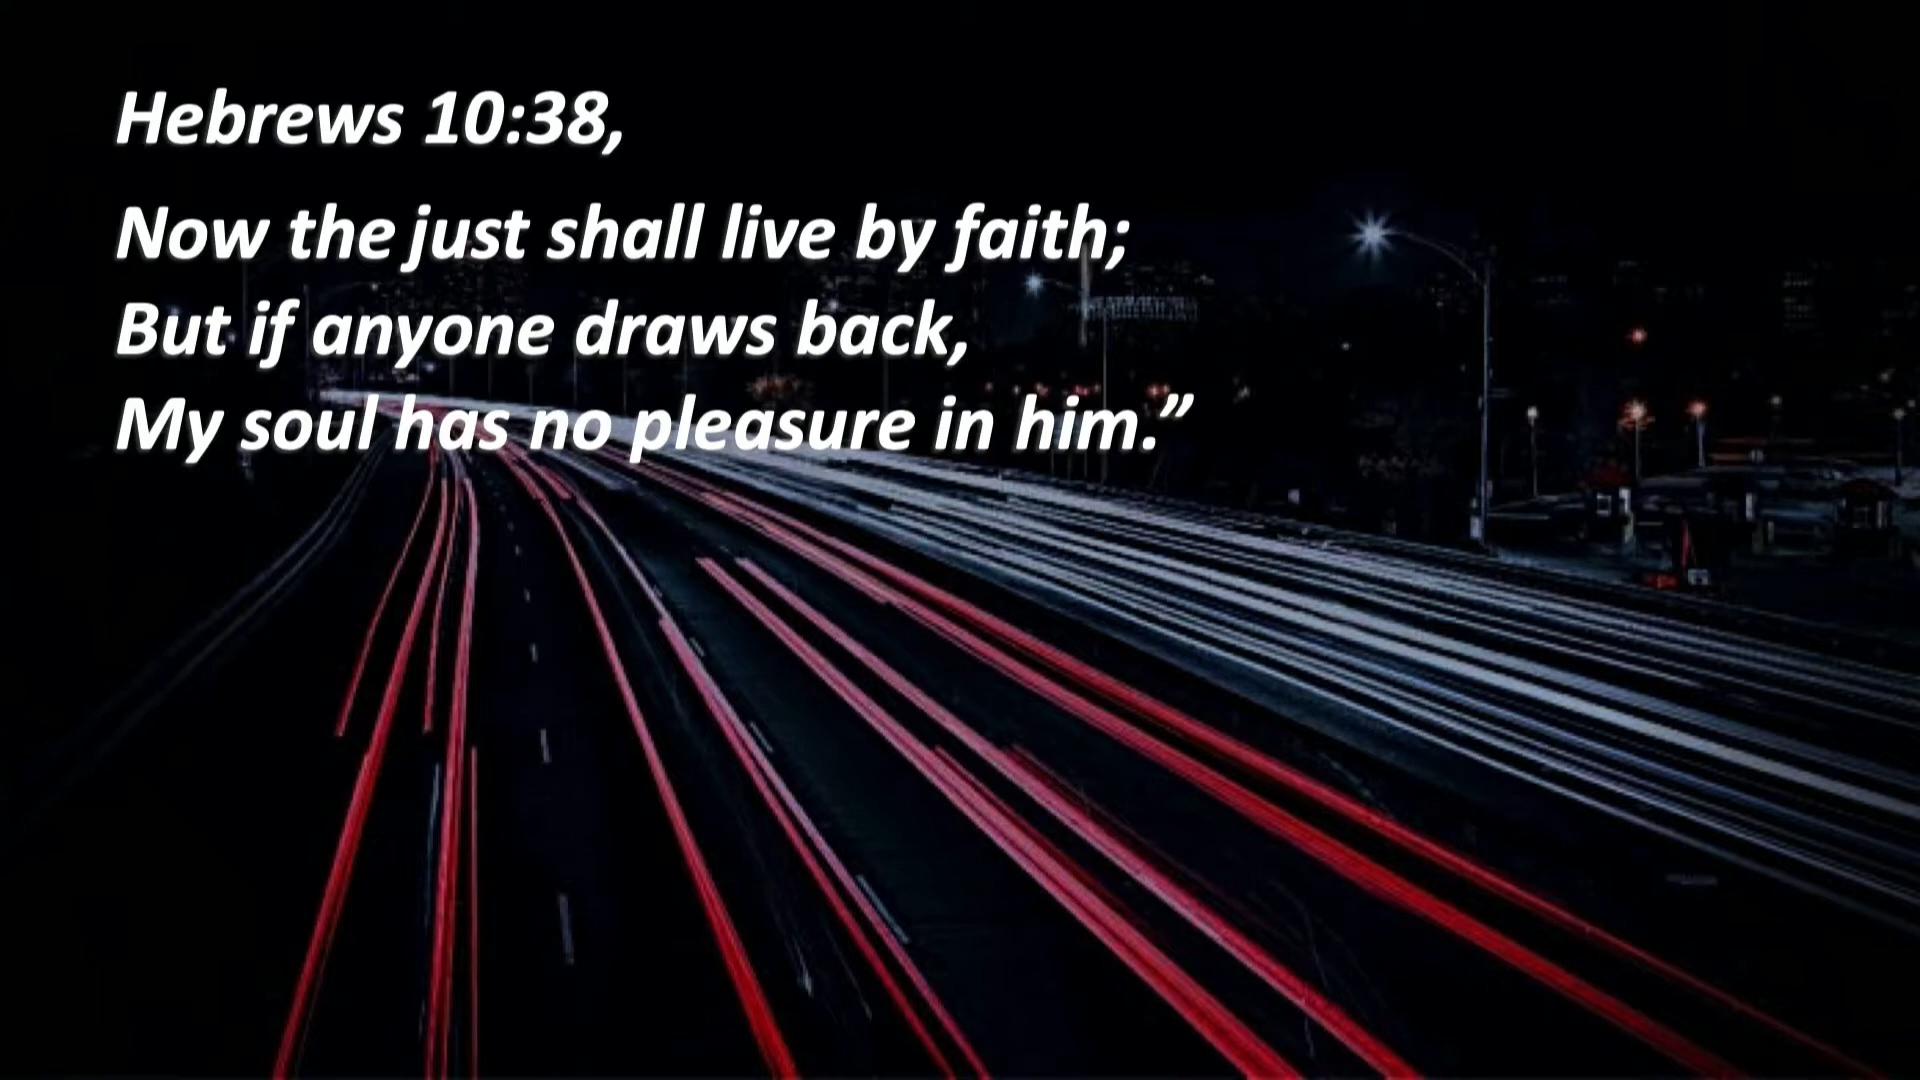 Hebrews 10:38,
Now the just shall live by faith;
But if anyone draws back,
My soul has no pleasure in him.”